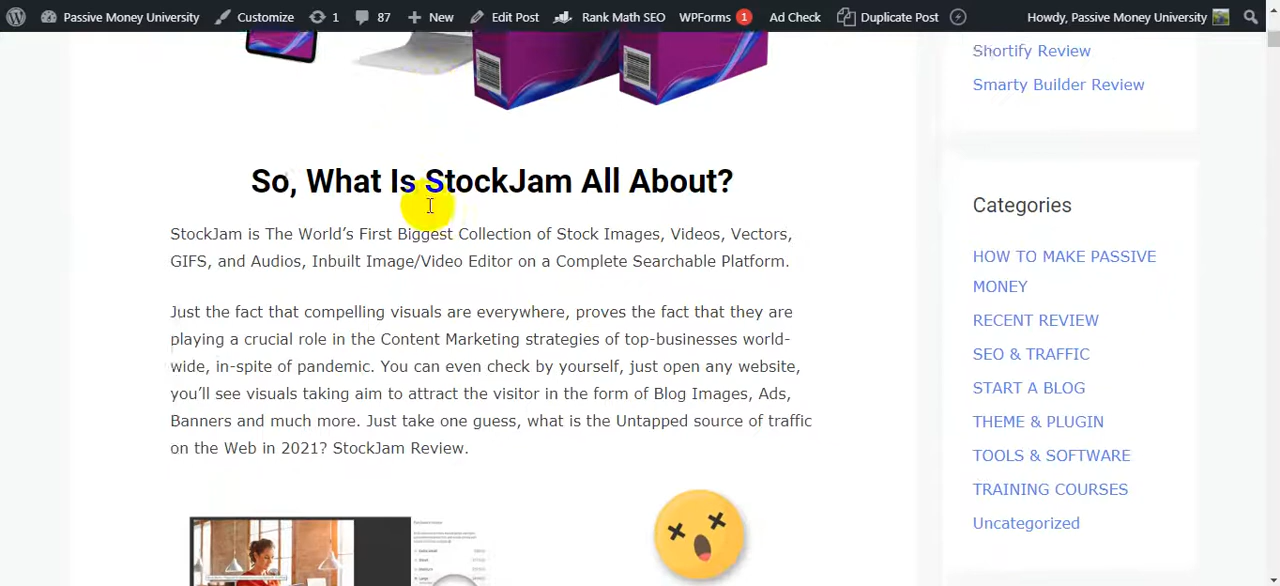 Passive Money University Customize 1 87 New Edit Post Rank Math SEO WPForms 1 Ad Check Duplicate Post Howdy, Passive Money University
So, What Is StockJam All About?
StockJam is The World’s First Biggest Collection of Stock Images, Videos, Vectors,
GIFS, and Audios, Inbuilt Image/Video Editor on a Complete Searchable Platform.
Just the fact that compelling visuals are everywhere, proves the fact that they are
playing a crucial role in the Content Marketing strategies of top-businesses world-
wide, in-spite of pandemic. You can even check by yourself, just open any website,
you’ll see visuals taking aim to attract the visitor in the form of Blog Images, Ads,
Banners and much more. Just take one guess, what is the Untapped source of traffic
on the Web in 2021? StockJam Review.
Shortify Review
Smarty Builder Review
Categories
HOW TO MAKE PASSIVE
MONEY
RECENT REVIEW
SEO & TRAFFIC
START A BLOG
THEME & PLUGIN
TOOLS & SOFTWARE
TRAINING COURSES
Uncategorized